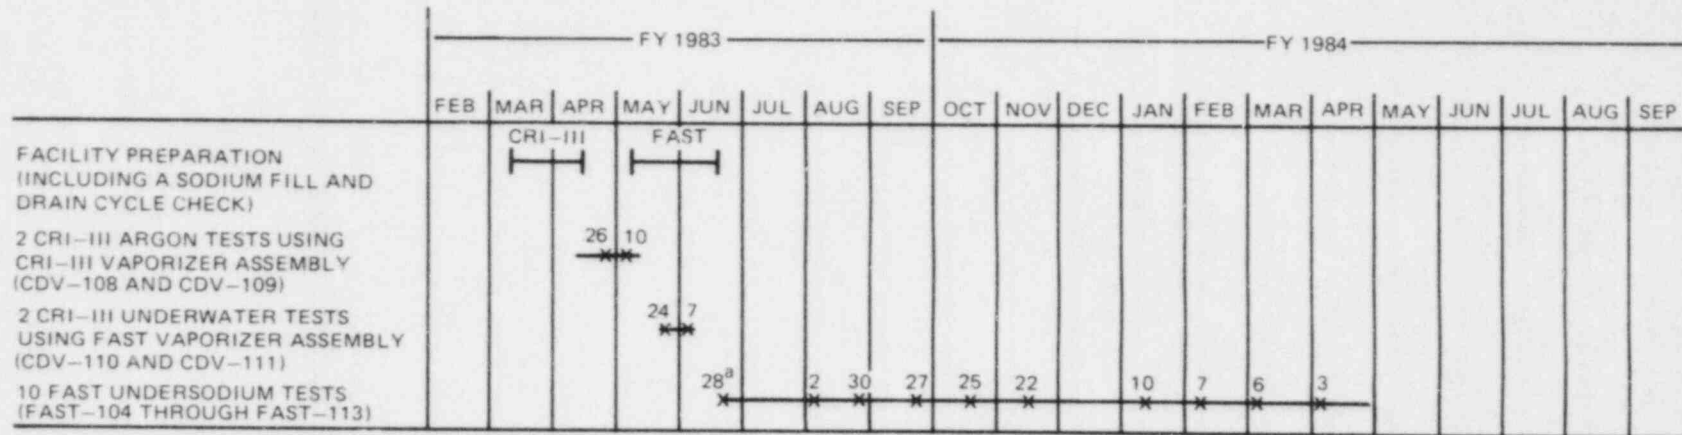 FY 1983 FY 1984
FEB MAR APR MAY JUN JUL AUG SEP OCT NOV DEC JAN FEB MAR APR MAY JUN JUL AUG SEP
CRI-III FAST
FACILITY PREPARATION
(INCLUDING A SODIUM FILL AND
DRAIN CYCLE CHECK)
2 CRI-III ARGON TESTS USING
CRI-III VAPORIZER ASSEMBLY
(CDV-108 AND CDV-109)
26 10
2 CRI-III UNDERWATER TESTS
USING FAST VAPORIZER ASSEMBLY
(CDV-110 AND CDV-111)
24 7
10 FAST UNDERSODIUM TESTS
(FAST-104 THROUGH FAST-113)
28a 2 30 27 25 22 10 7 6 3